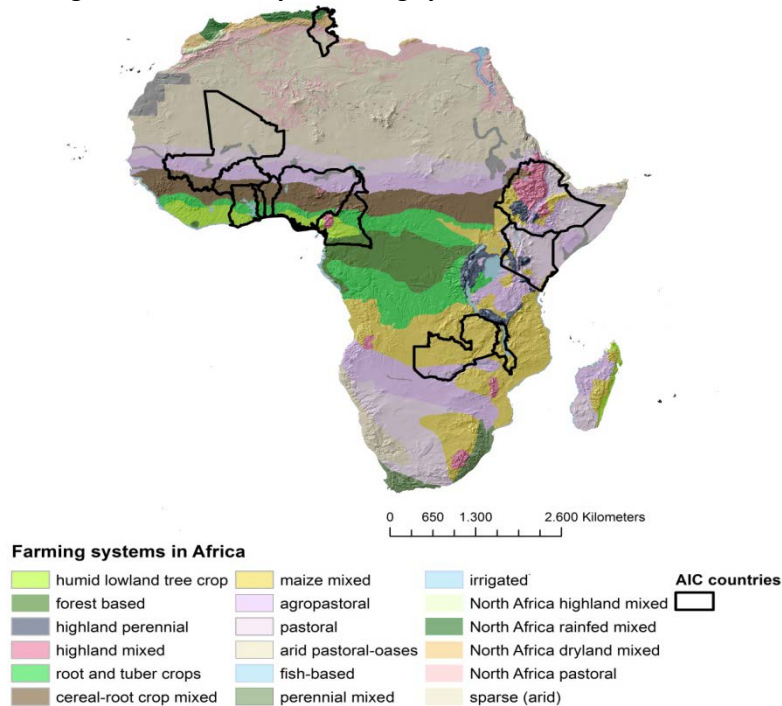 0 650 1.300 2.600 Kilometers
Farming systems in Africa
humid lowland tree crop
forest based
highland perennial
highland mixed
root and tuber crops
cereal-root crop mixed
maize mixed
agropastoral
pastoral
arid pastoral-oases
fish-based
perennial mixed
irrigated
North Africa highland mixed
North Africa rainfed mixed
North Africa dryland mixed
North Africa pastoral
sparse (arid)
AIC countries